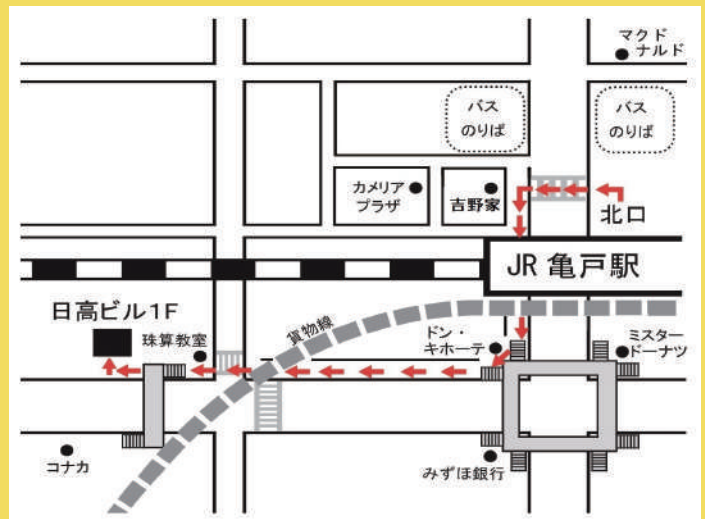 マクド
ナルド
バス
のりば
バス
のりば
カメリア
プラザ
吉野家
北口
JR 亀戸駅
日高ビル1F
珠算教室
貨物線
ドン・
キホーテ
ミスター
ドーナツ
コナカ
みずほ銀行